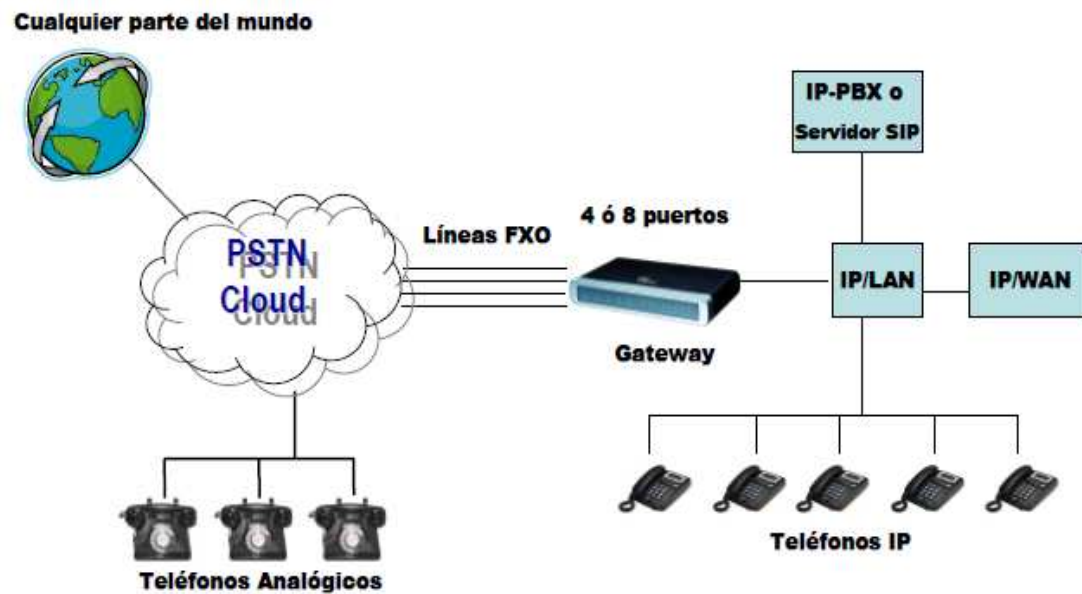 Cualquier parte del mundo
IP-PBX o
Servidor SIP
4 ó 8 puertos
Líneas FXO
PSTN
Cloud
IP/LAN
IP/WAN
Gateway
Teléfonos IP
Teléfonos Analógicos